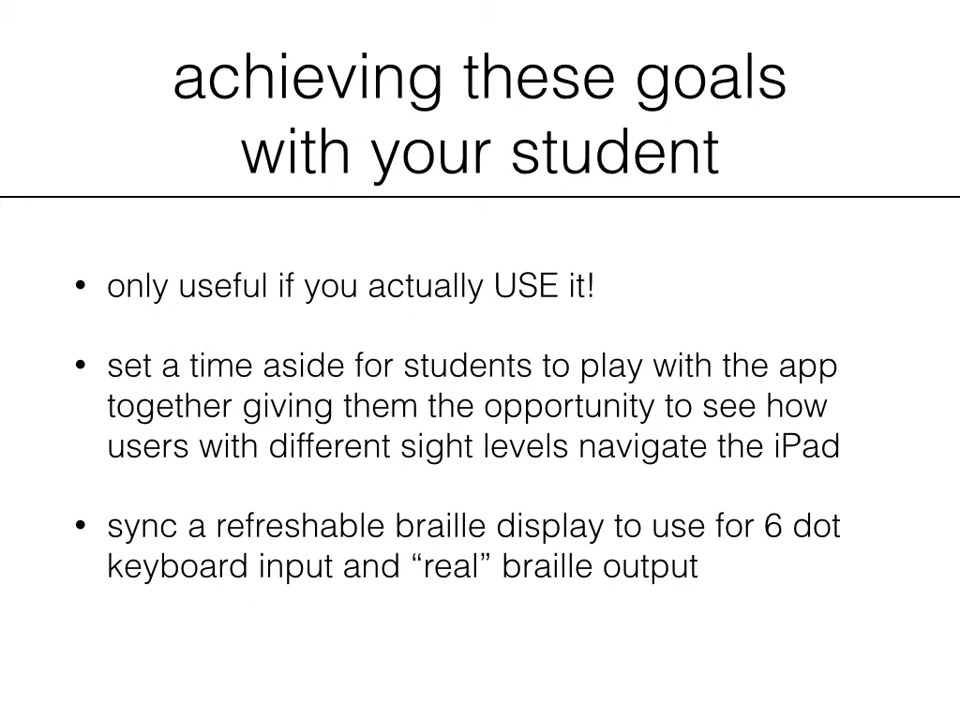 achieving these goals
with your student
• only useful if you actually USE it!
• set a time aside for students to play with the app
together giving them the opportunity to see how
users with different sight levels navigate the iPad
• sync a refreshable braille display to use for 6 dot
keyboard input and “real” braille output